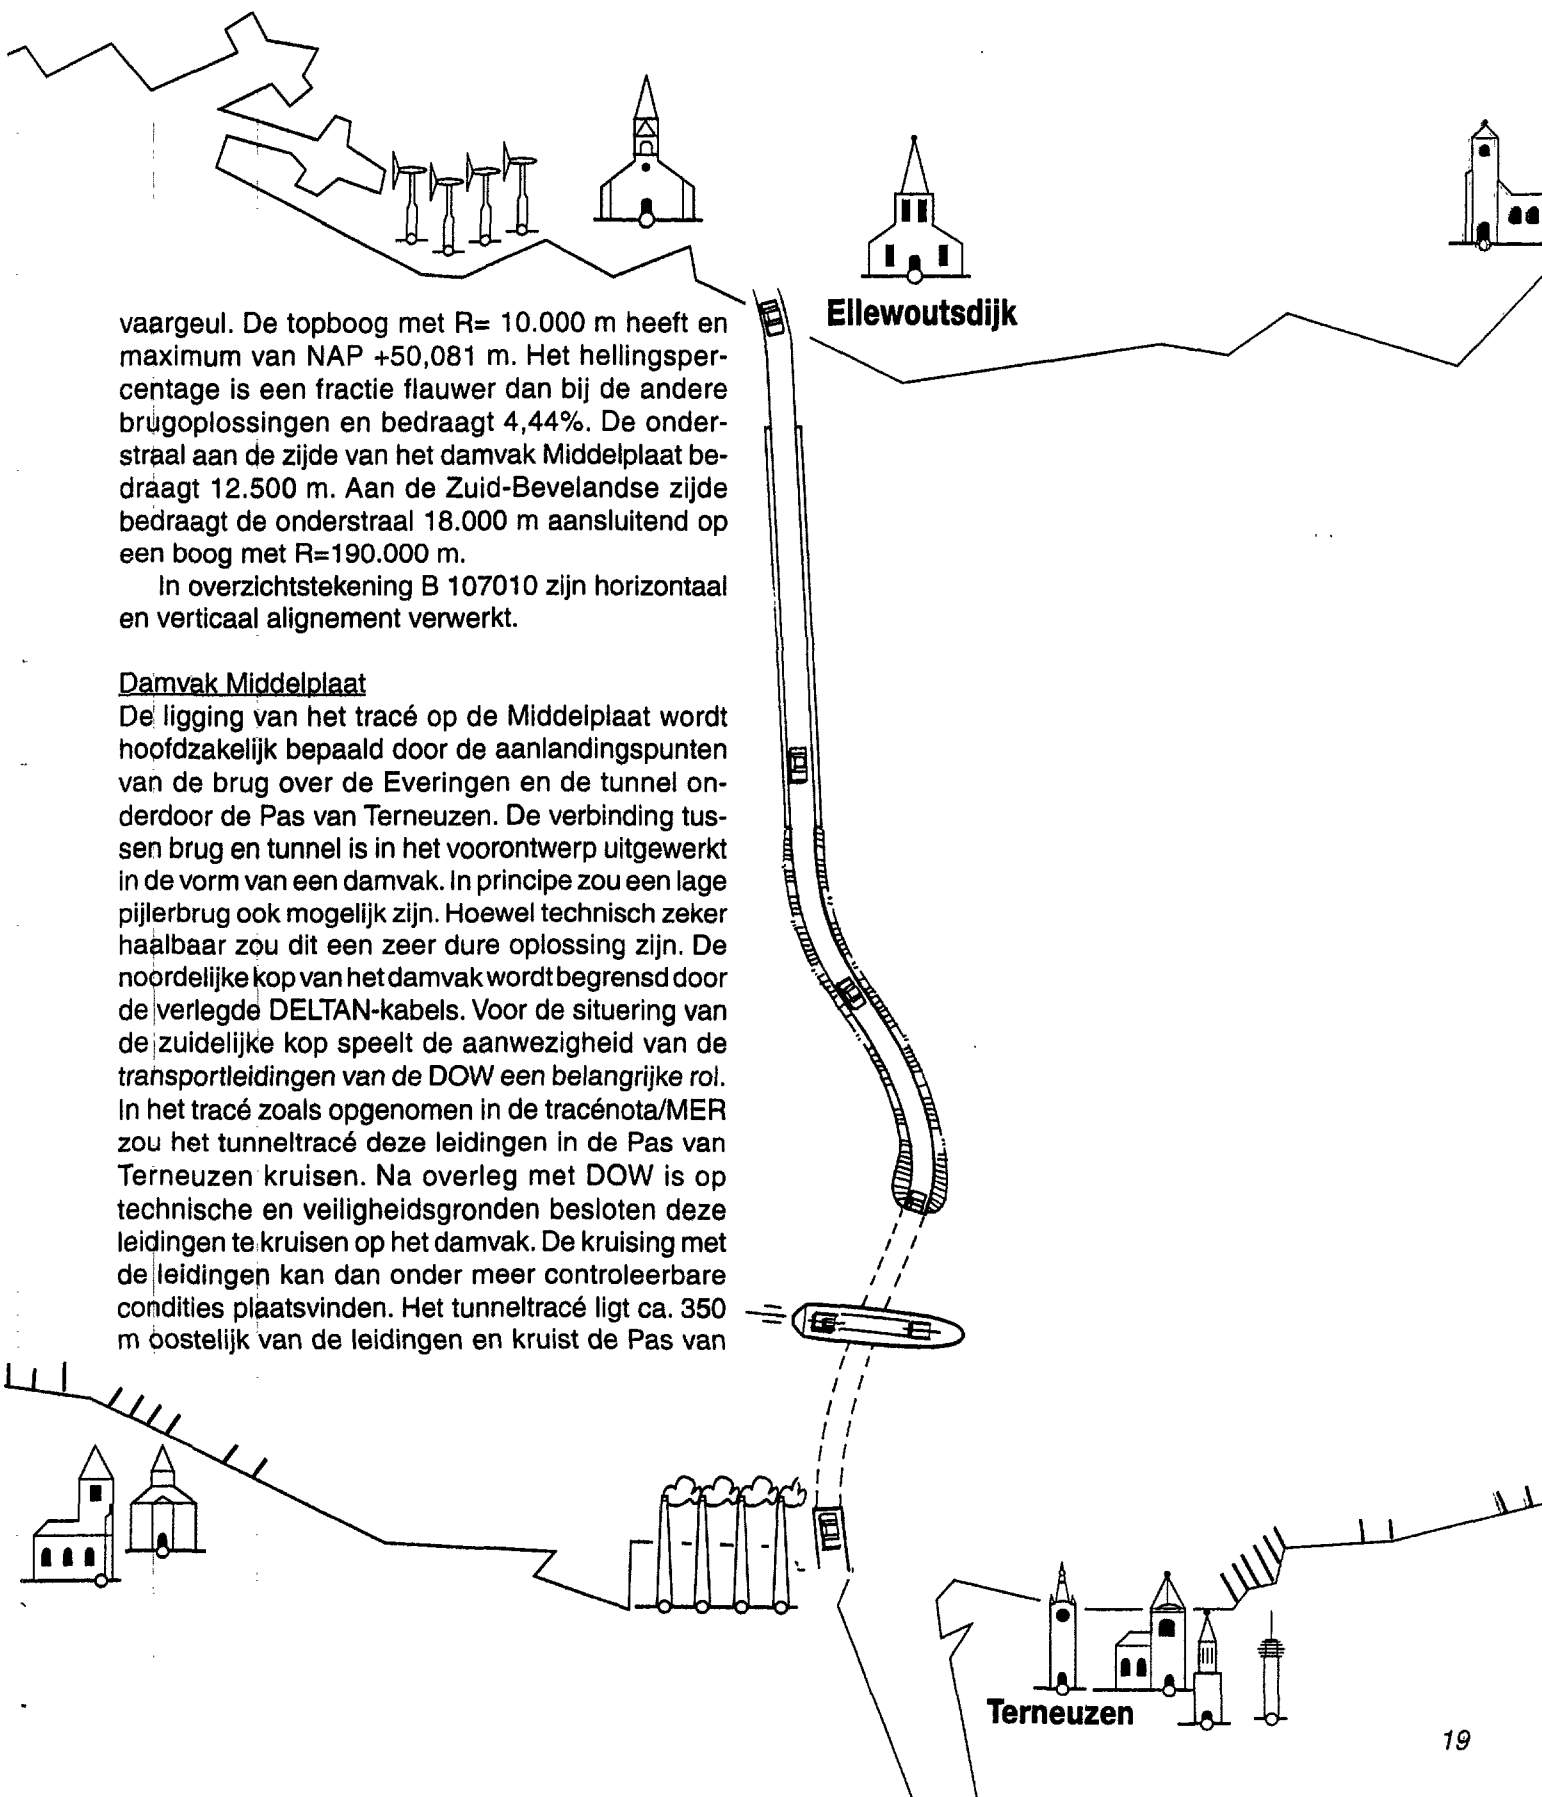 vaargeul. De topboog met R= 10.000 m heeft en
maximum van NAP +50,081 m. Het hellingsper-
centage is een fractie flauwer dan bij de andere
brugoplossingen en bedraagt 4,44%. De onder-
straal aan de zijde van het damvak Middelplaat be-
draagt 12.500 m. Aan de Zuid-Bevelandse zijde
bedraagt de onderstraal 18.000 m aansluitend op
een boog met R=190.000 m.
In overzichtstekening B 107010 zijn horizontaal
en verticaal alignement verwerkt.
Damvak Middelplaat
De ligging van het tracé op de Middelplaat wordt
hoofdzakelijk bepaald door de aanlandingspunten
van de brug over de Everingen en de tunnel on-
derdoor de Pas van Terneuzen. De verbinding tus-
sen brug en tunnel is in het voorontwerp uitgewerkt
in de vorm van een damvak. In principe zou een lage
pijlerbrug ook mogelijk zijn. Hoewel technisch zeker
haalbaar zou dit een zeer dure oplossing zijn. De
noordelijke kop van het damvak wordt begrensd door
de verlegde DELTAN-kabels. Voor de situering van
de zuidelijke kop speelt de aanwezigheid van de
transportleidingen van de DOW een belangrijke rol.
In het tracé zoals opgenomen in de tracénota/MER
zou het tunneltracé deze leidingen in de Pas van
Terneuzen kruisen. Na overleg met DOW is op
technische en veiligheidsgronden besloten deze
leidingen te kruisen op het damvak. De kruising met
de leidingen kan dan onder meer controleerbare
condities plaatsvinden. Het tunneltracé ligt ca. 350
m oostelijk van de leidingen en kruist de Pas van
Ellewoutsdijk
Terneuzen
19